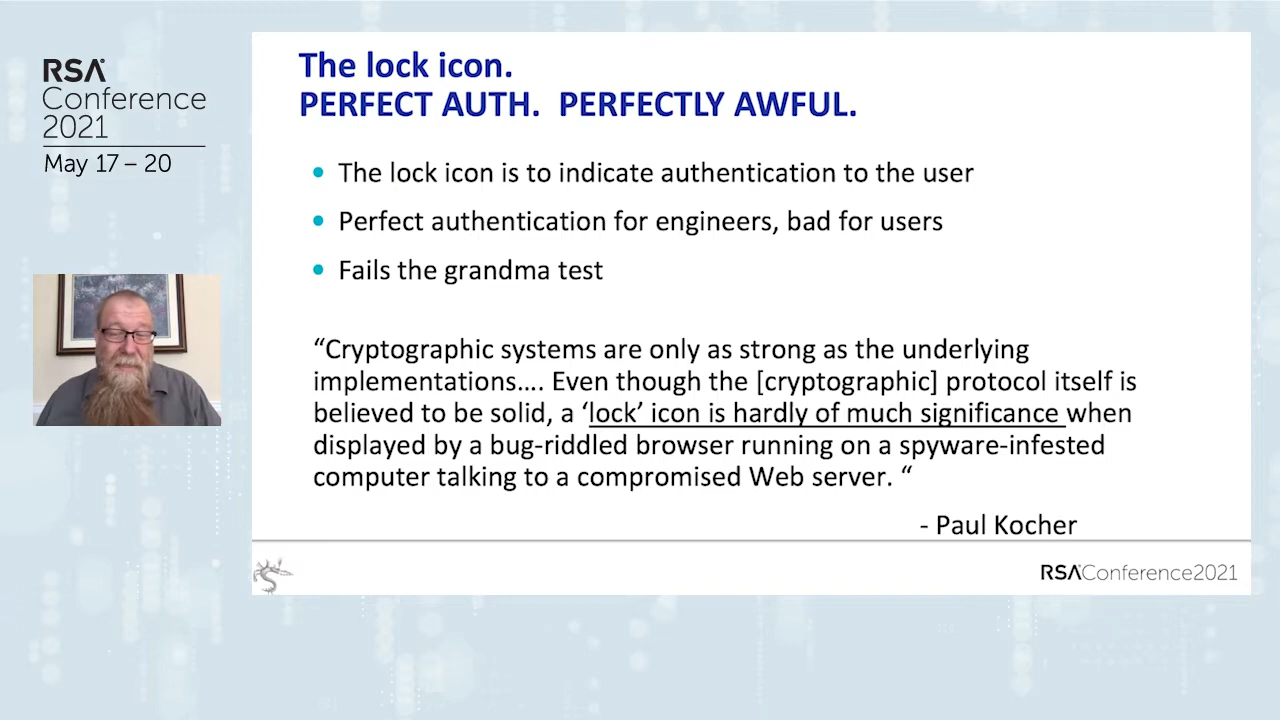 RSA
Conference
2021
May 17 – 20
The lock icon.
PERFECT AUTH. PERFECTLY AWFUL.
• The lock icon is to indicate authentication to the user
• Perfect authentication for engineers, bad for users
• Fails the grandma test
“Cryptographic systems are only as strong as the underlying
implementations…. Even though the [cryptographic] protocol itself is
believed to be solid, a ‘lock’ icon is hardly of much significance when
displayed by a bug-riddled browser running on a spyware-infested
computer talking to a compromised Web server. “
- Paul Kocher
RSAConference2021